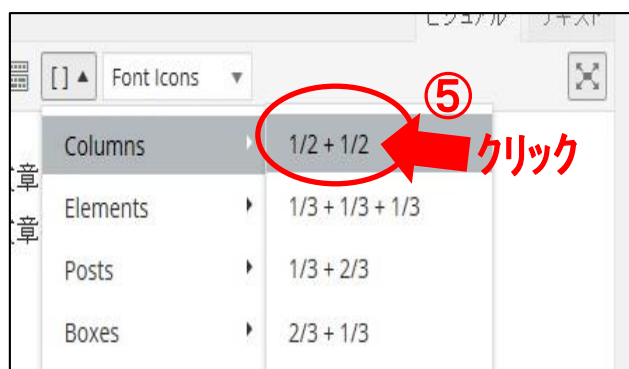 ビジュアル テキスト
[ ] ▲ Font Icons ▼
⑤
Columns 1/2 + 1/2
クリック
章
Elements 1/3 + 1/3 + 1/3
章
Posts 1/3 + 2/3
Boxes 2/3 + 1/3